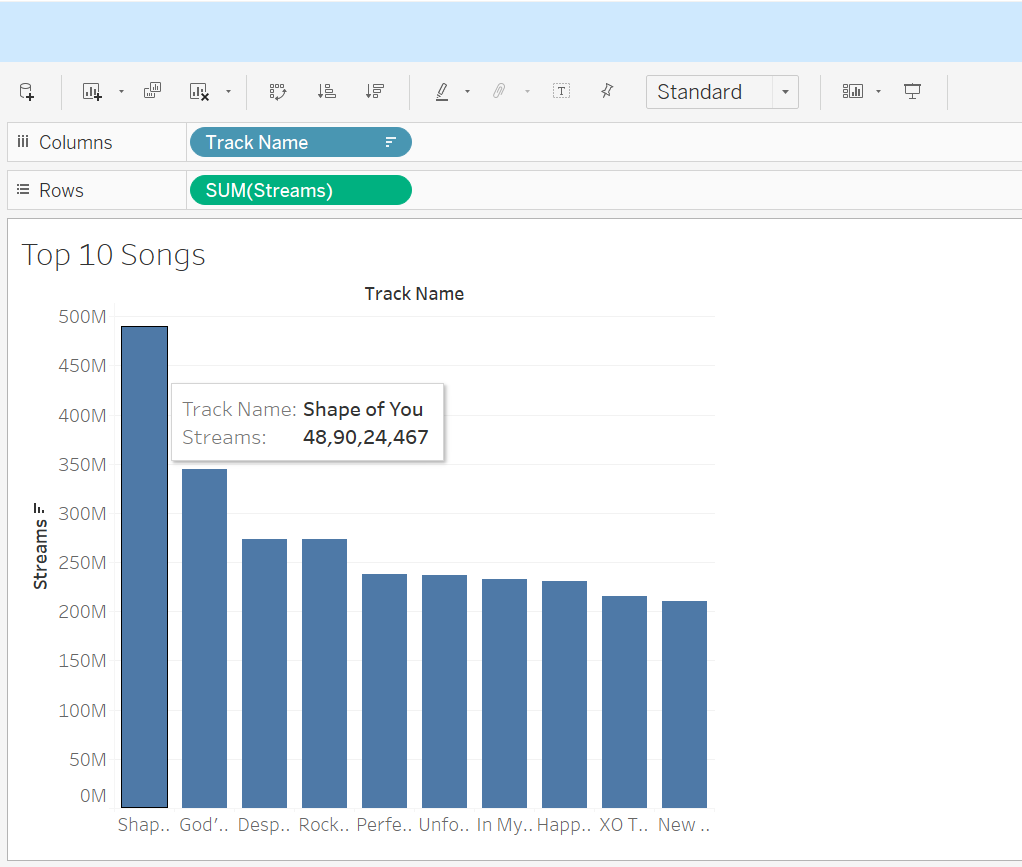 Standard
Columns
Track Name
Rows
SUM(Streams)
Top 10 Songs
Track Name
500M
450M
400M
350M
300M
250M
200M
150M
100M
50M
0M
Streams
Track Name: Shape of You
Streams: 48,90,24,467
Shap.. God’.. Desp.. Rock.. Perfe.. Unfo.. In My.. Happ.. XO T.. New ..